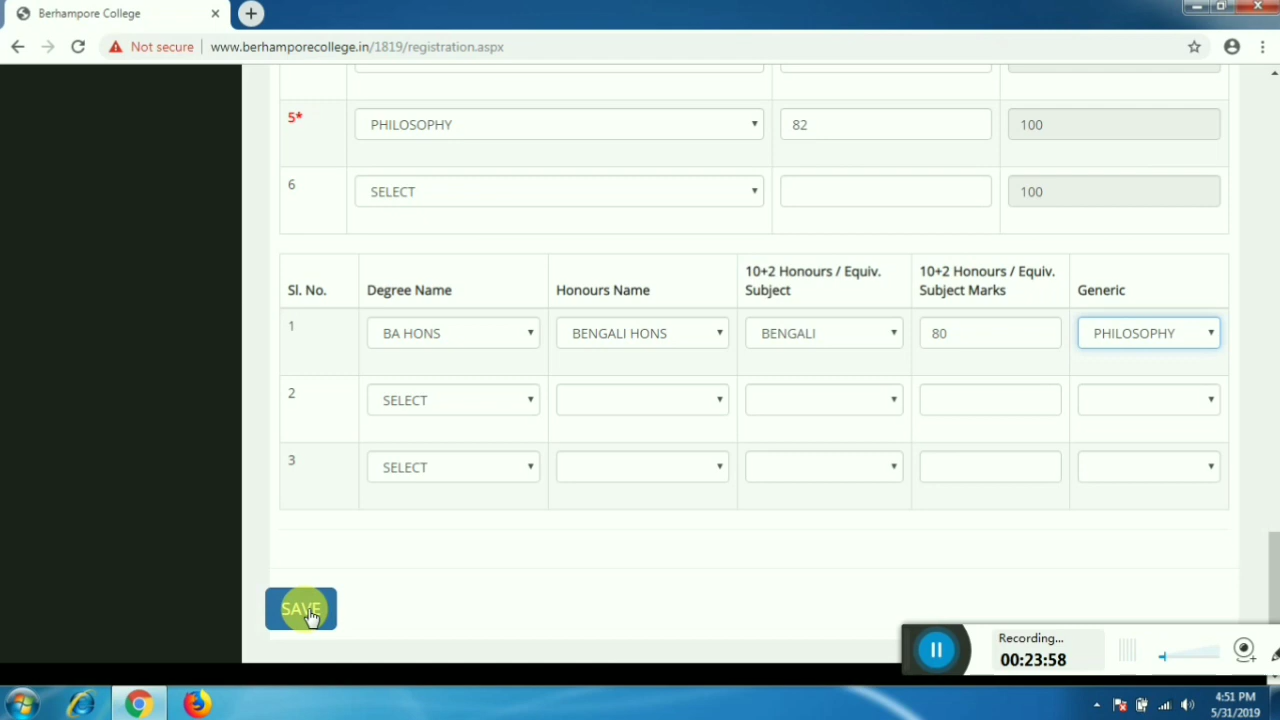 Berhampore College
Not secure www.berhamporecollege.in/1819/registration.aspx
5* PHILOSOPHY 82 100
6 SELECT 100
Sl. No. Degree Name Honours Name 10+2 Honours / Equiv. Subject 10+2 Honours / Equiv. Subject Marks Generic
1 BA HONS BENGALI HONS BENGALI 80 PHILOSOPHY
2 SELECT
3 SELECT
SAVE
Recording...
00:23:58
4:51 PM
5/31/2019